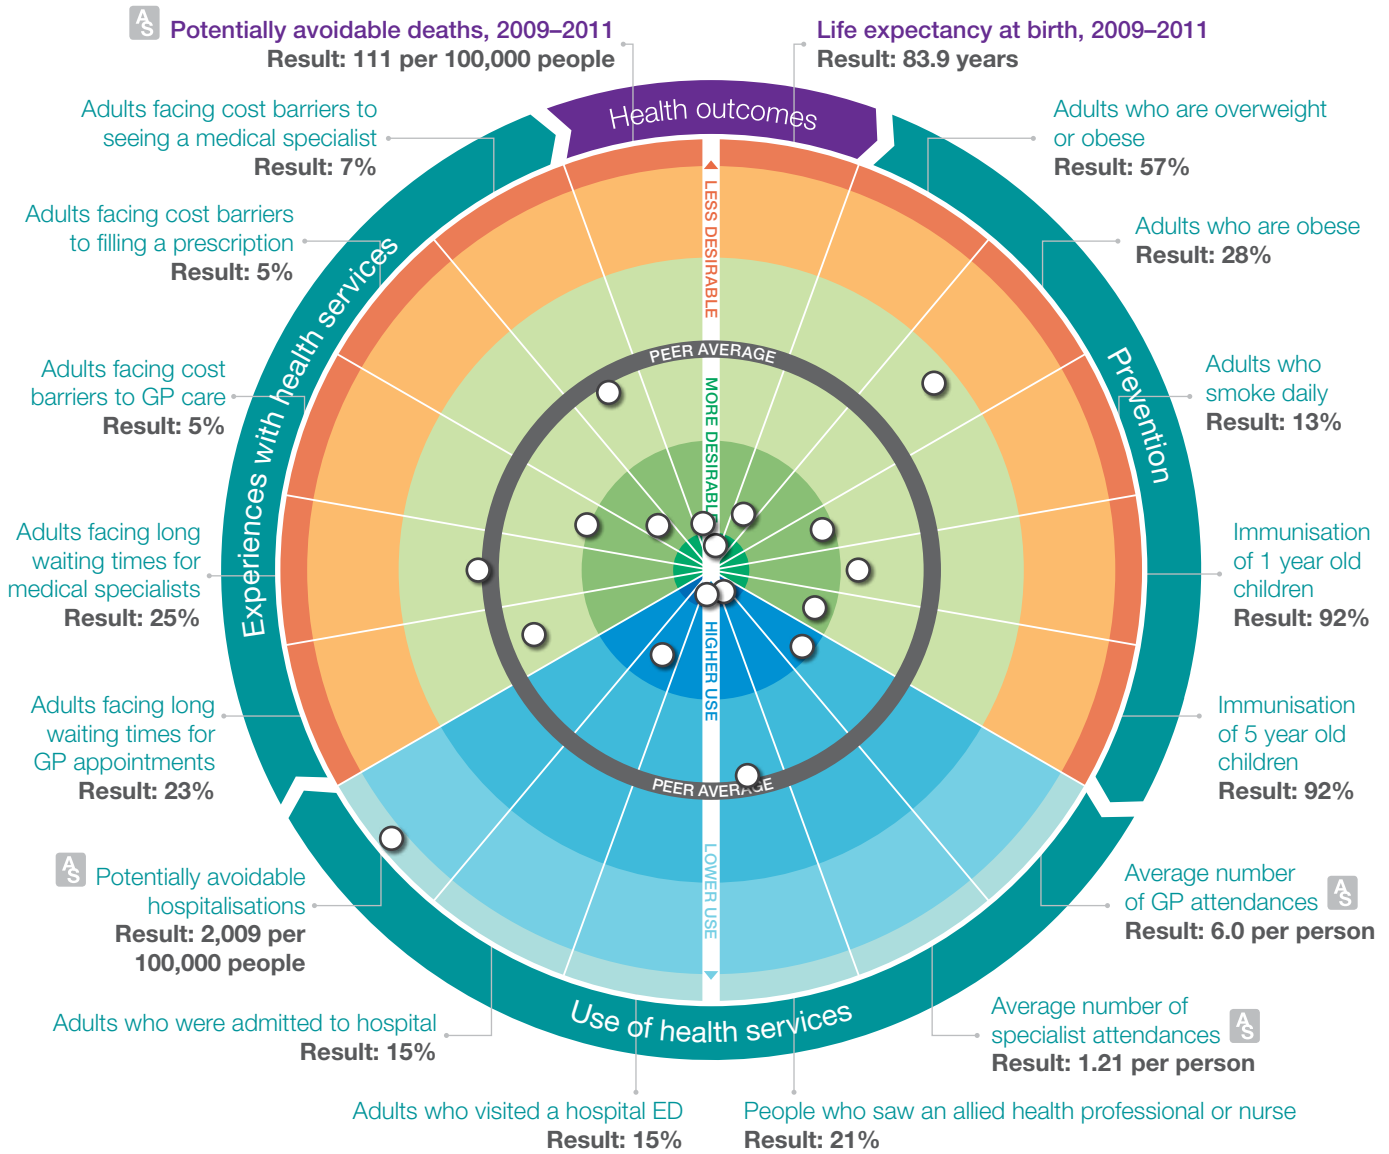 AS Potentially avoidable deaths, 2009–2011
Result: 111 per 100,000 people
Life expectancy at birth, 2009–2011
Result: 83.9 years
Health outcomes
Adults facing cost barriers to
seeing a medical specialist
Result: 7%
Adults who are overweight
or obese
Result: 57%
Adults facing cost barriers
to filling a prescription
Result: 5%
Adults who are obese
Result: 28%
Adults facing cost
barriers to GP care
Result: 5%
Adults who
smoke daily
Result: 13%
Adults facing long
waiting times for
medical specialists
Result: 25%
Immunisation
of 1 year old
children
Result: 92%
Adults facing long
waiting times for
GP appointments
Result: 23%
Immunisation
of 5 year old
children
Result: 92%
Experiences with health services
Prevention
LESS DESIRABLE
PEER AVERAGE
MORE DESIRABLE
HIGHER USE
PEER AVERAGE
LOWER USE
Use of health services
AS Potentially avoidable
hospitalisations
Result: 2,009 per
100,000 people
Average number
of GP attendances AS
Result: 6.0 per person
Adults who were admitted to hospital
Result: 15%
Average number of
specialist attendances AS
Result: 1.21 per person
Adults who visited a hospital ED
Result: 15%
People who saw an allied health professional or nurse
Result: 21%